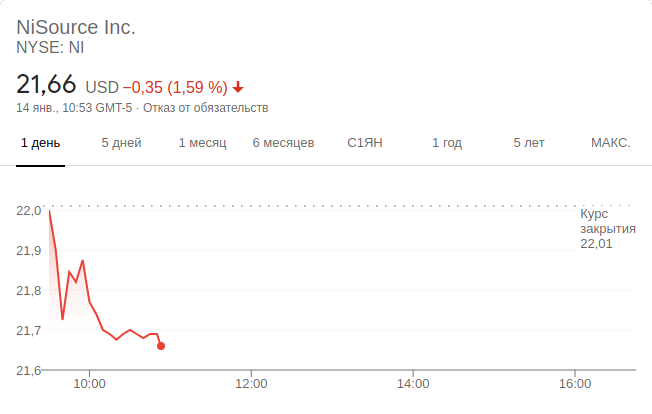 NiSource Inc.
NYSE: NI
21,66 USD −0,35 (1,59 %)
14 янв., 10:53 GMT-5 · Отказ от обязательств
1 день 5 дней 1 месяц 6 месяцев С1ЯН 1 год 5 лет МАКС.
22,0
Курс
закрытия
22,01
21,9
21,8
21,7
21,6
10:00 12:00 14:00 16:00